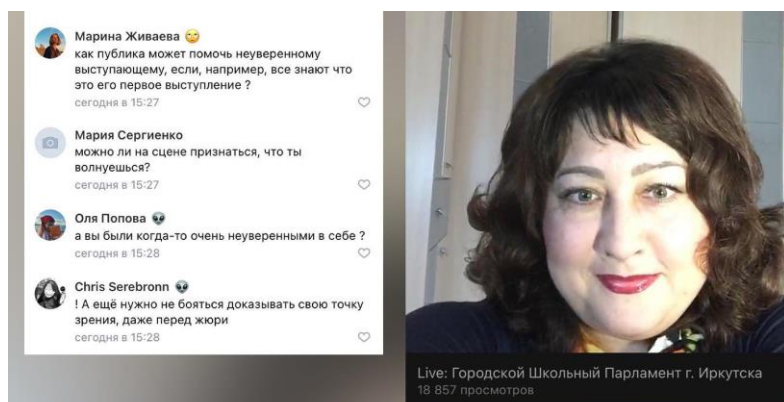 Марина Живаева
как публика может помочь неуверенному
выступающему, если, например, все знают что
это его первое выступление ?
сегодня в 15:27
Мария Сергиенко
можно ли на сцене признаться, что ты
волнуешься?
сегодня в 15:27
Оля Попова
а вы были когда-то очень неуверенными в себе ?
сегодня в 15:28
Chris Serebronn
! А ещё нужно не бояться доказывать свою точку
зрения, даже перед жюри
сегодня в 15:28
Live: Городской Школьный Парламент г. Иркутска
18 857 просмотров